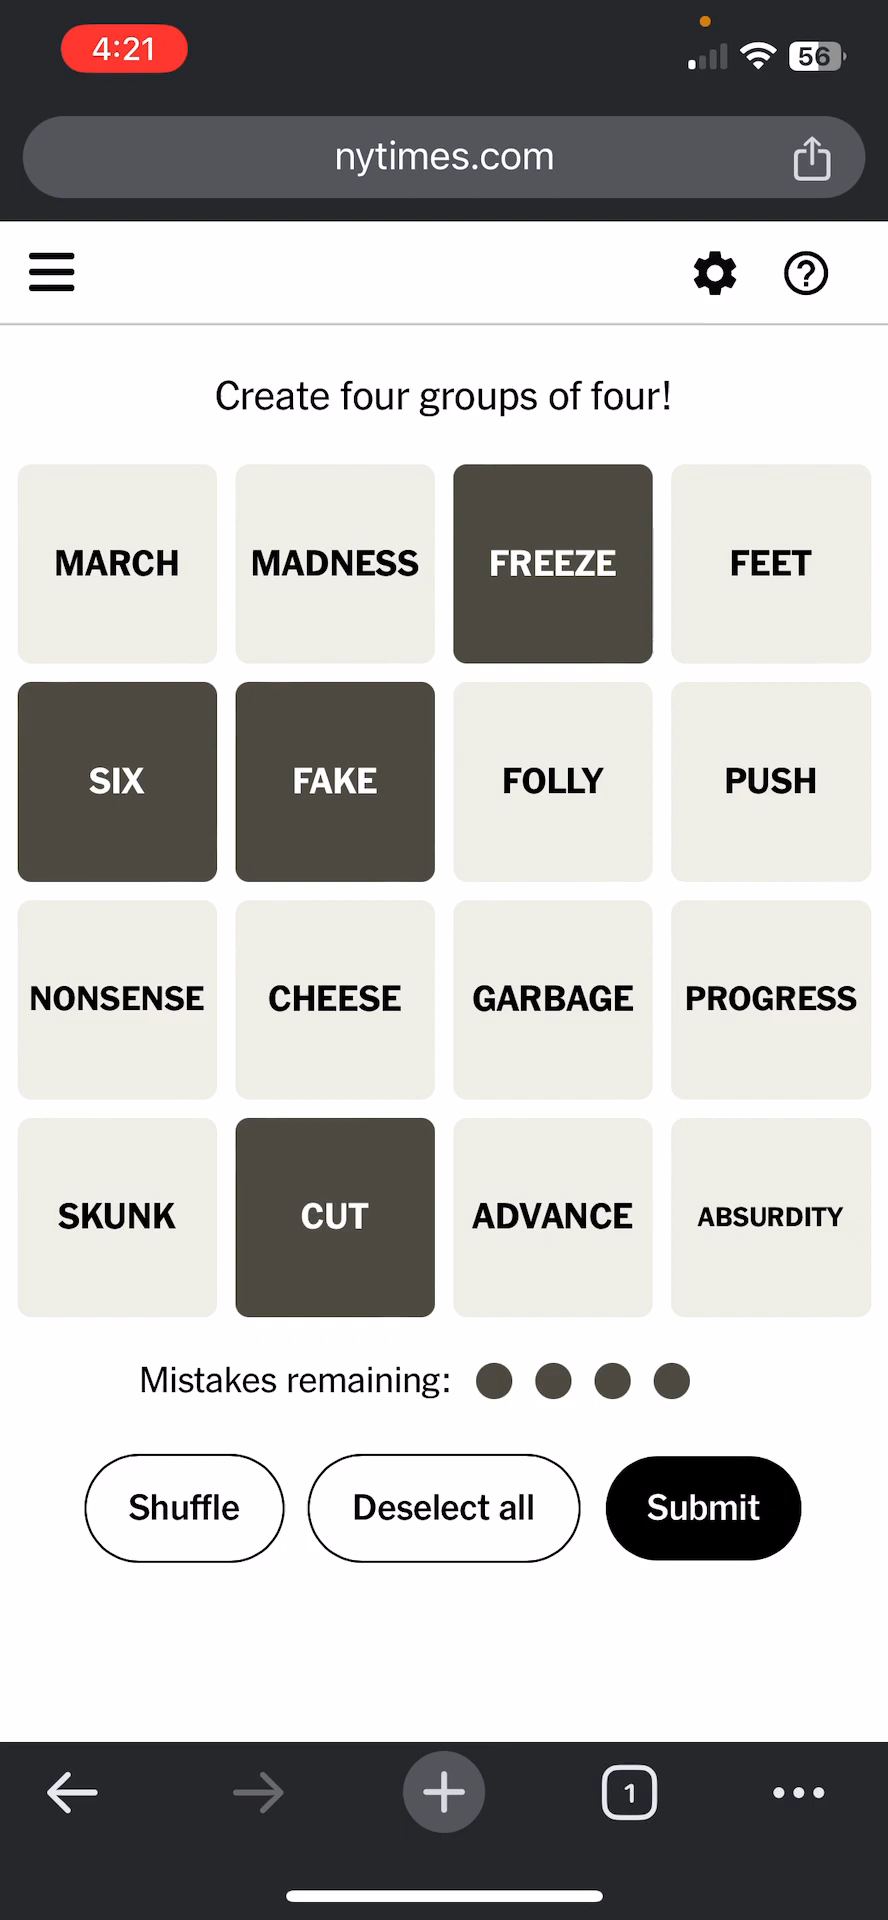 4:21
56
nytimes.com
Create four groups of four!
MARCH MADNESS FREEZE FEET
SIX FAKE FOLLY PUSH
NONSENSE CHEESE GARBAGE PROGRESS
SKUNK CUT ADVANCE ABSURDITY
Mistakes remaining:
Shuffle Deselect all Submit
1